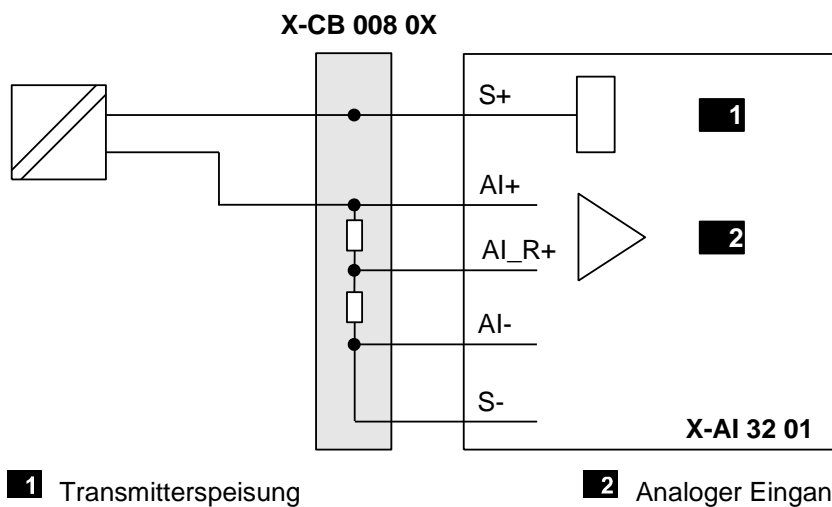 X-CB 008 0X
S+
1
AI+
2
AI_R+
AI-
S-
X-AI 32 01
1 Transmitterspeisung
2 Analoger Eingan